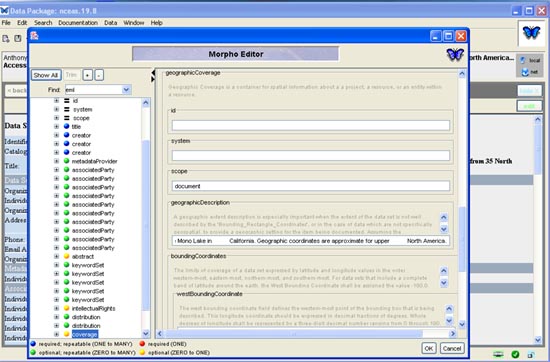 Data Package: nceas.19.8
File Edit Search Documentation Data Window Help
Anthony
Access
North America...
local
net
Morpho Editor
Show All Trim + -
Find: eml
id
system
scope
title
creator
creator
creator
metadataProvider
associatedParty
associatedParty
associatedParty
associatedParty
associatedParty
associatedParty
associatedParty
associatedParty
abstract
keywordSet
keywordSet
keywordSet
keywordSet
intellectualRights
distribution
distribution
coverage
geographicCoverage
Geographic Coverage is a container for spatial information about a project, a resource, or an entity within
a resource.
id
system
scope
document
geographicDescription
A geographic extent description is especially important when the extent of the data set is not well
described by the 'Bounding_Rectangle_Coordinates', or in the case of data which are not specifically
geospatial, to provide a geographic setting for the item being documented. Assumes the
Mono Lake in California. Geographic coordinates are approximate for upper North America.
boundingCoordinates
The limits of coverage of a data set expressed by latitude and longitude values in the order
western-most, eastern-most, northern-most, and southern-most. For data sets that include a complete
band of latitude around the earth, the West Bounding Coordinate shall be assigned the value -180.0,
westBoundingCoordinate
The west bounding coordinate field defines the western-most point of the bounding box that is being
described. This longitude should be expressed in decimal fractions of degrees. Whole
degrees of longitude shall be represented by a three-digit decimal number ranging from 0 through 180.
required; repeatable (ONE to MANY) required (ONE)
optional; repeatable (ZERO to MANY) optional (ZERO to ONE)
OK Cancel
< back
edit
Data S
Identifie
Catalog
Title:
from 35 North
Data Se
Organiz
Individu
Organiz
Address
Phone:
Email A
Organiz
Metada
Individu
Associa
Individu
Individu
Individu
Individu